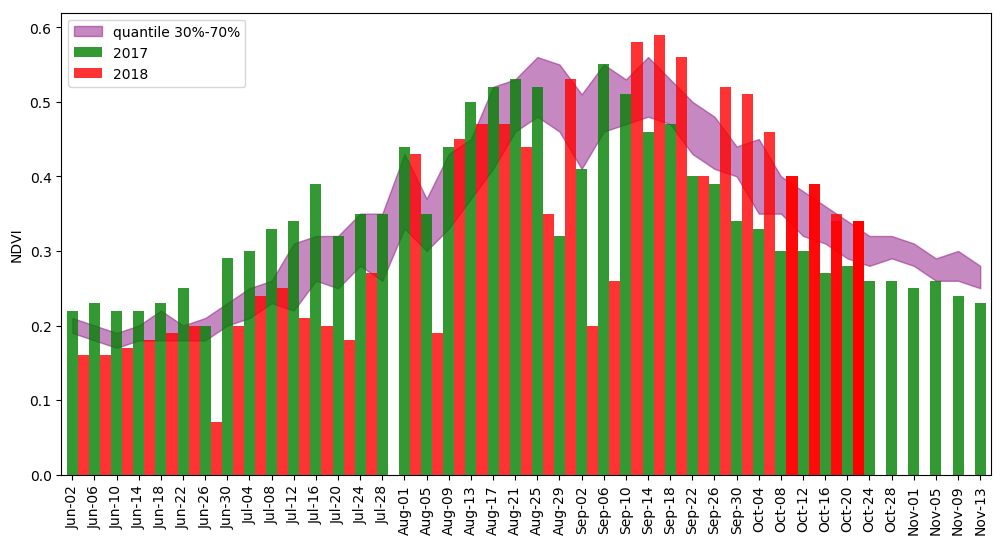 quantile 30%-70%
2017
2018
NDVI
0.6
0.5
0.4
0.3
0.2
0.1
0.0
Jun-02
Jun-06
Jun-10
Jun-14
Jun-18
Jun-22
Jun-26
Jun-30
Jul-04
Jul-08
Jul-12
Jul-16
Jul-20
Jul-24
Jul-28
Aug-01
Aug-05
Aug-09
Aug-13
Aug-17
Aug-21
Aug-25
Aug-29
Sep-02
Sep-06
Sep-10
Sep-14
Sep-18
Sep-22
Sep-26
Sep-30
Oct-04
Oct-08
Oct-12
Oct-16
Oct-20
Oct-24
Oct-28
Nov-01
Nov-05
Nov-09
Nov-13